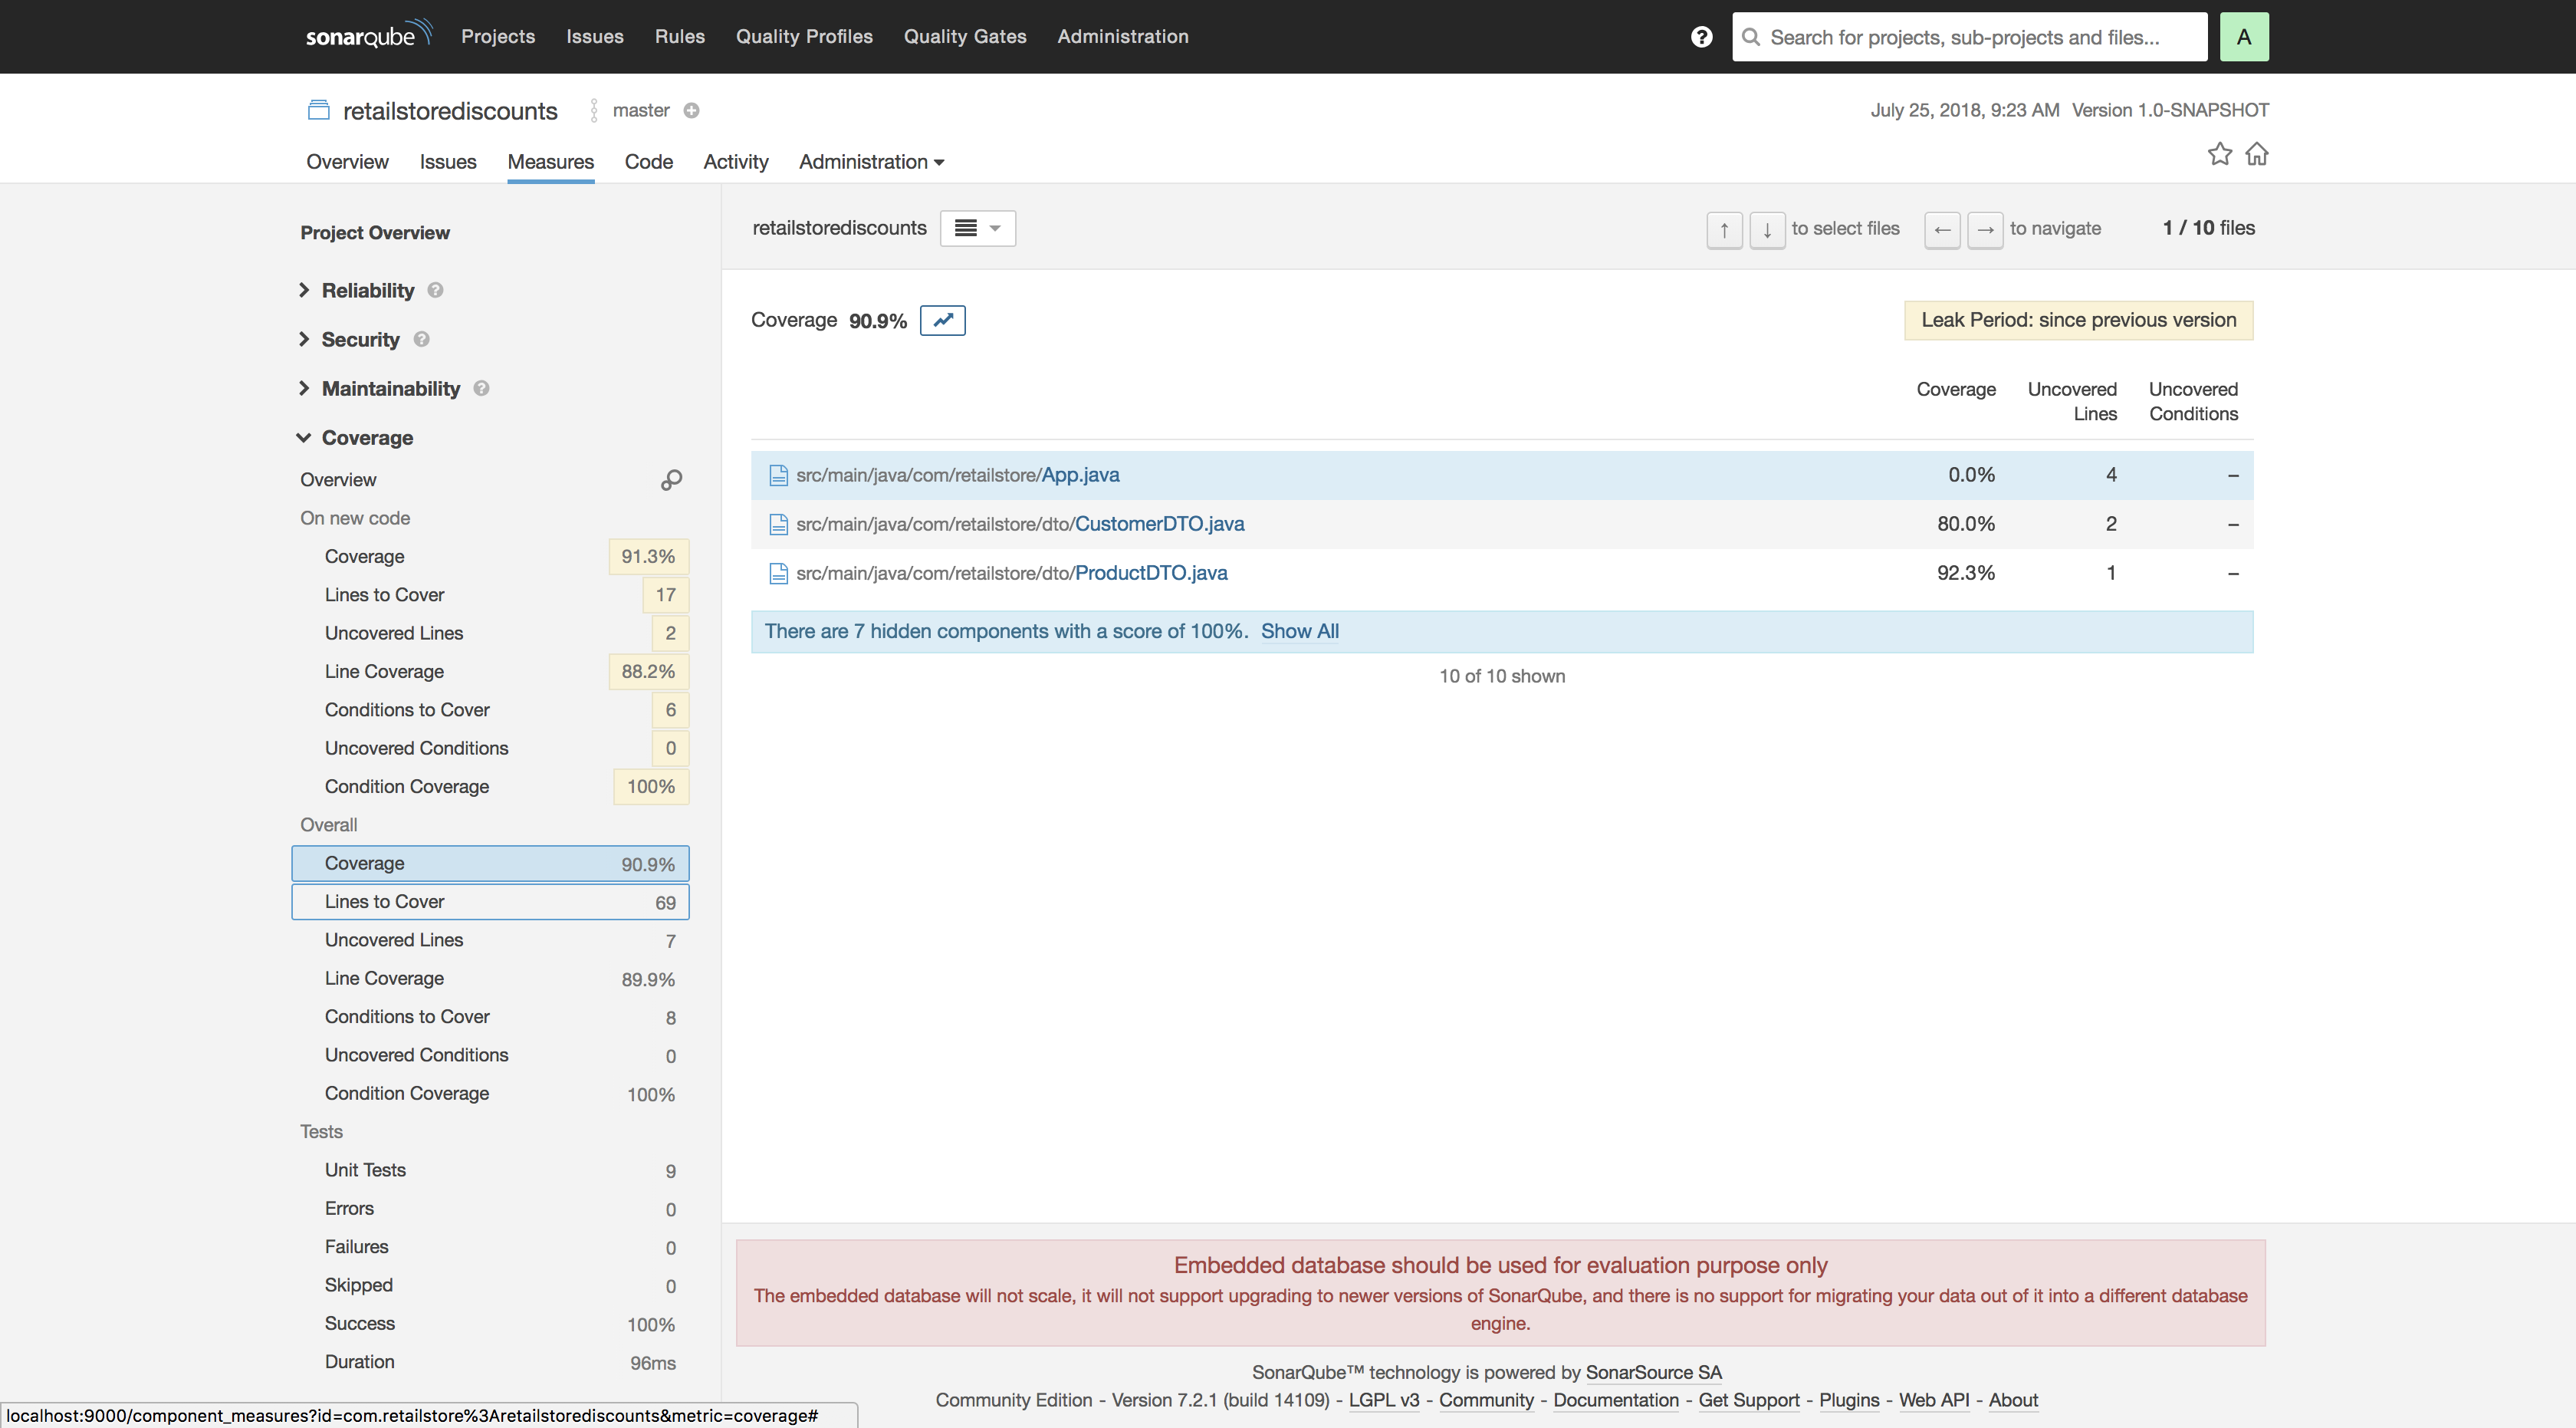 sonarqube Projects Issues Rules Quality Profiles Quality Gates Administration ? Search for projects, sub-projects and files... A
retailstorediscounts master July 25, 2018, 9:23 AM Version 1.0-SNAPSHOT
Overview Issues Measures Code Activity Administration
Project Overview
Reliability ?
Security ?
Maintainability ?
Coverage
Overview
On new code
Coverage 91.3%
Lines to Cover 17
Uncovered Lines 2
Line Coverage 88.2%
Conditions to Cover 6
Uncovered Conditions 0
Condition Coverage 100%
Overall
Coverage 90.9%
Lines to Cover 69
Uncovered Lines 7
Line Coverage 89.9%
Conditions to Cover 8
Uncovered Conditions 0
Condition Coverage 100%
Tests
Unit Tests 9
Errors 0
Failures 0
Skipped 0
Success 100%
Duration 96ms
retailstorediscounts ↑ ↓ to select files ← → to navigate 1 / 10 files
Coverage 90.9% Leak Period: since previous version
Coverage Uncovered Uncovered
Lines Conditions
src/main/java/com/retailstore/App.java 0.0% 4 –
src/main/java/com/retailstore/dto/CustomerDTO.java 80.0% 2 –
src/main/java/com/retailstore/dto/ProductDTO.java 92.3% 1 –
There are 7 hidden components with a score of 100%. Show All
10 of 10 shown
Embedded database should be used for evaluation purpose only
The embedded database will not scale, it will not support upgrading to newer versions of SonarQube, and there is no support for migrating your data out of it into a different database
engine.
SonarQube™ technology is powered by SonarSource SA
Community Edition - Version 7.2.1 (build 14109) - LGPL v3 - Community - Documentation - Get Support - Plugins - Web API - About
localhost:9000/component_measures?id=com.retailstore%3Aretailstorediscounts&metric=coverage#